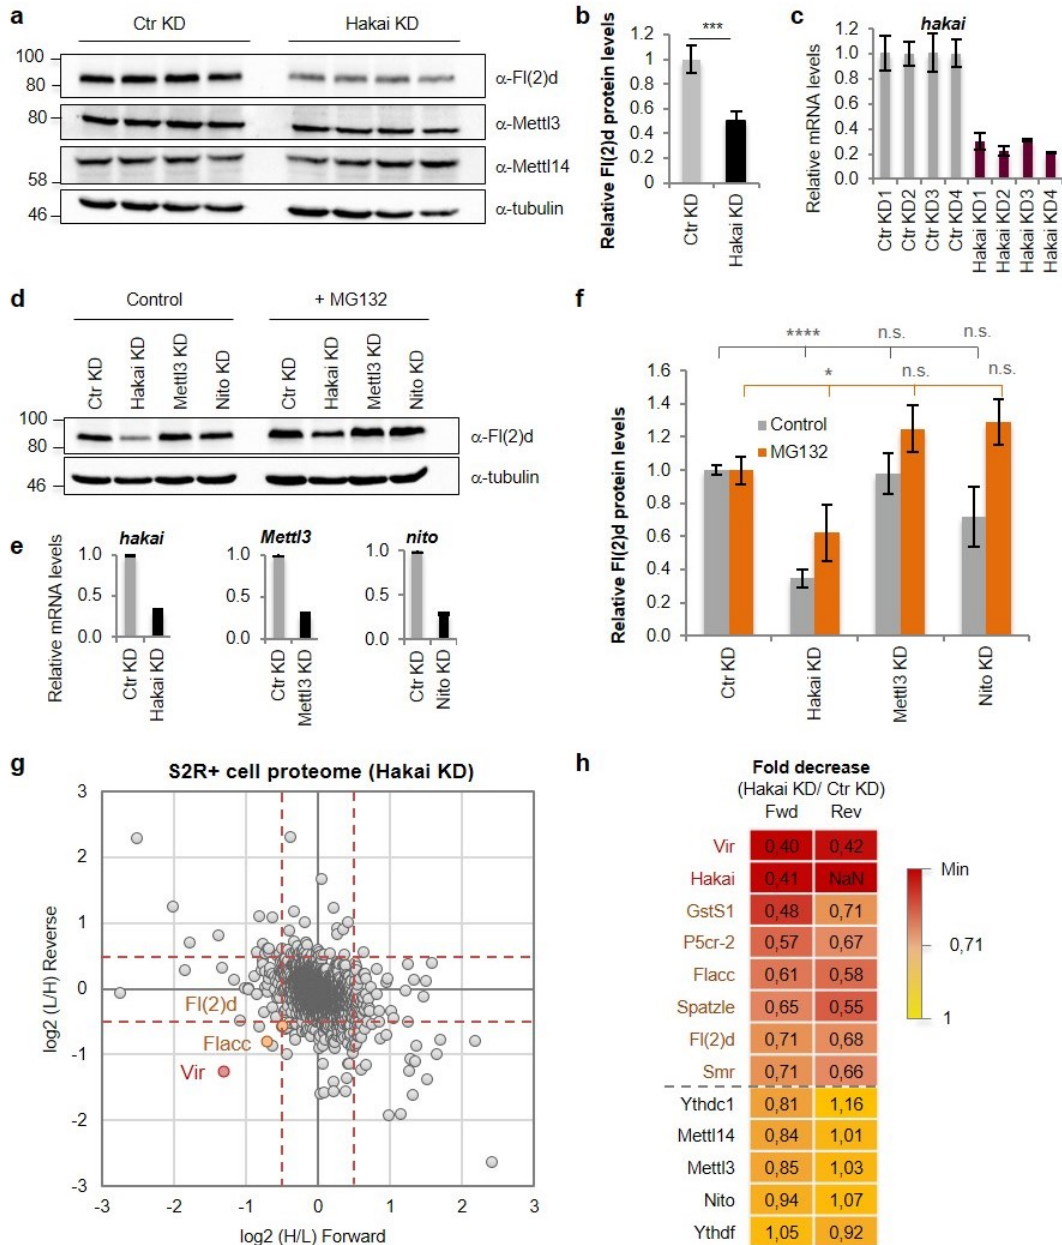 a
Ctr KD
Hakai KD
100
80
α-Fl(2)d
80
α-Mettl3
α-Mettl14
58
46
α-tubulin
b
Relative Fl(2)d protein levels
***
1.2
1
0.8
0.6
0.4
0.2
0
Ctr KD
Hakai KD
c
hakai
Relative mRNA levels
1.2
1.0
0.8
0.6
0.4
0.2
0.0
Ctr KD1
Ctr KD2
Ctr KD3
Ctr KD4
Hakai KD1
Hakai KD2
Hakai KD3
Hakai KD4
d
Control
+ MG132
Ctr KD
Hakai KD
Mettl3 KD
Nito KD
Ctr KD
Hakai KD
Mettl3 KD
Nito KD
100
80
α-Fl(2)d
46
α-tubulin
e
Relative mRNA levels
hakai
1.0
0.5
0.0
Ctr KD
Hakai KD
Mettl3
1.0
0.5
0.0
Ctr KD
Mettl3 KD
nito
1.0
0.5
0.0
Ctr KD
Nito KD
f
Relative Fl(2)d protein levels
****
n.s.
n.s.
*
n.s.
n.s.
Control
MG132
1.6
1.4
1.2
1.0
0.8
0.6
0.4
0.2
0.0
Ctr KD
Hakai KD
Mettl3 KD
Nito KD
g
S2R+ cell proteome (Hakai KD)
log2 (L/H) Reverse
3
2
1
0
-1
-2
-3
Fl(2)d
Flacc
Vir
-3
-2
-1
0
1
2
3
log2 (H/L) Forward
h
Fold decrease
(Hakai KD/ Ctr KD)
Fwd Rev
Vir 0,40 0,42
Hakai 0,41 NaN
GstS1 0,48 0,71
P5cr-2 0,57 0,67
Flacc 0,61 0,58
Spatzle 0,65 0,55
Fl(2)d 0,71 0,68
Smr 0,71 0,66
Ythdc1 0,81 1,16
Mettl14 0,84 1,01
Mettl3 0,85 1,03
Nito 0,94 1,07
Ythdf 1,05 0,92
Min
0,71
1